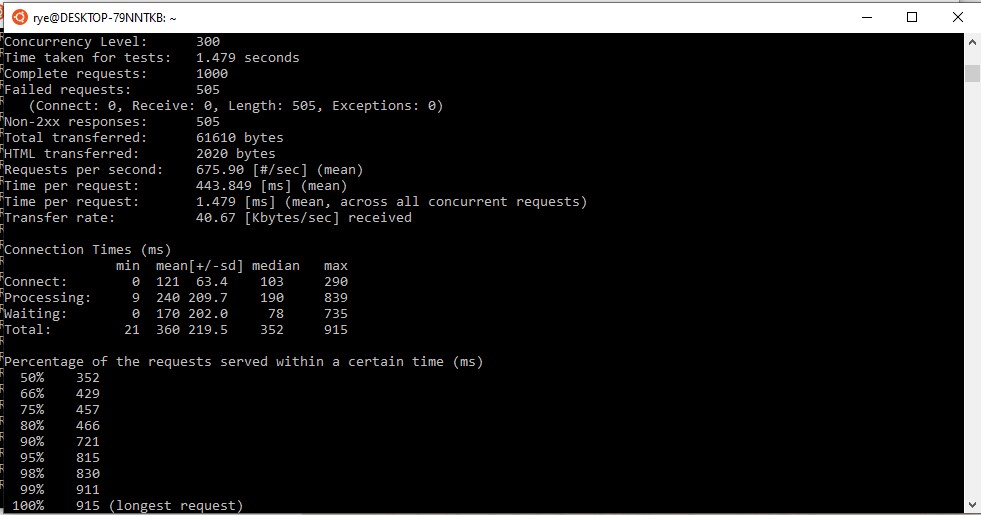 rye@DESKTOP-79NNTKB: ~
Concurrency Level:      300
Time taken for tests:   1.479 seconds
Complete requests:      1000
Failed requests:        505
   (Connect: 0, Receive: 0, Length: 505, Exceptions: 0)
Non-2xx responses:      505
Total transferred:      61610 bytes
HTML transferred:       2020 bytes
Requests per second:    675.90 [#/sec] (mean)
Time per request:       443.849 [ms] (mean)
Time per request:       1.479 [ms] (mean, across all concurrent requests)
Transfer rate:          40.67 [Kbytes/sec] received
Connection Times (ms)
              min  mean[+/-sd] median   max
Connect:        0  121  63.4    103     290
Processing:     9  240 209.7    190     839
Waiting:        0  170 202.0     78     735
Total:         21  360 219.5    352     915
Percentage of the requests served within a certain time (ms)
  50%    352
  66%    429
  75%    457
  80%    466
  90%    721
  95%    815
  98%    830
  99%    911
 100%    915 (longest request)